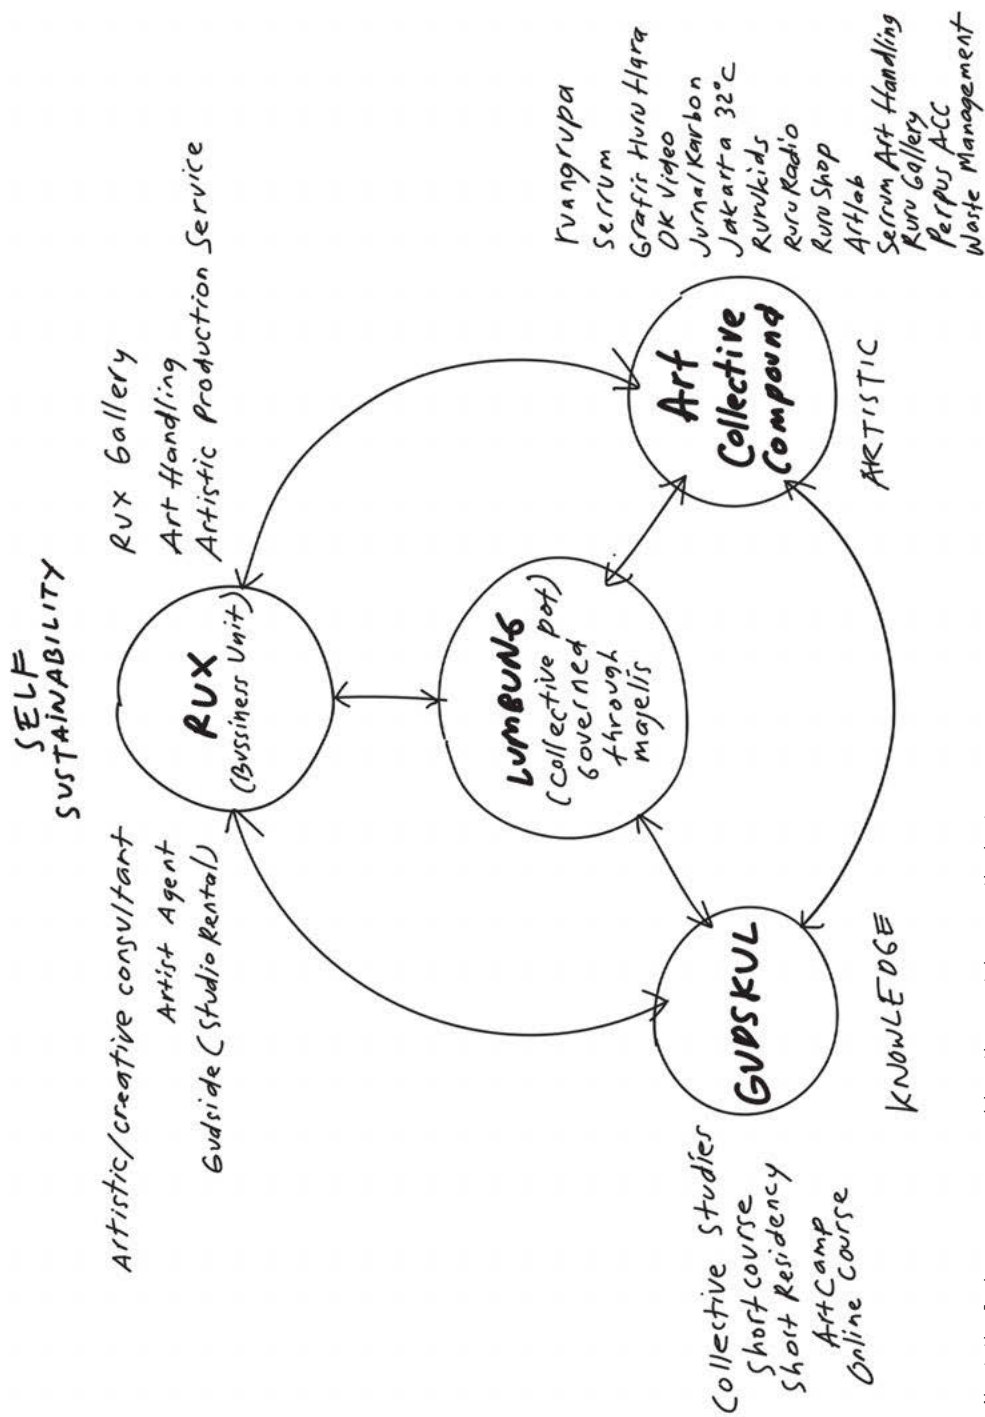 SELF
SUSTAINABILITY
Artistic/creative consultant
Artist Agent
Gudside (Studio Rental)
RUX
(Bussiness Unit)
RUX Gallery
Art Handling
Artistic Production Service
LUMBUNG
(Collective pot)
Governed
through
majelis
Collective Studies
Short course
Short Residency
Art Camp
Online Course
GUDSKUL
KNOWLEDGE
Art
Collective
Compound
ARTISTIC
ruangrupa
Serrum
Grafis Huru Hara
OK Video
Jurnal Karbon
Jakarta 32°C
Rurukids
Ruru Radio
Ruru Shop
Artlab
Serrum Art Handling
Ruru Gallery
Perpus ACC
Waste Management